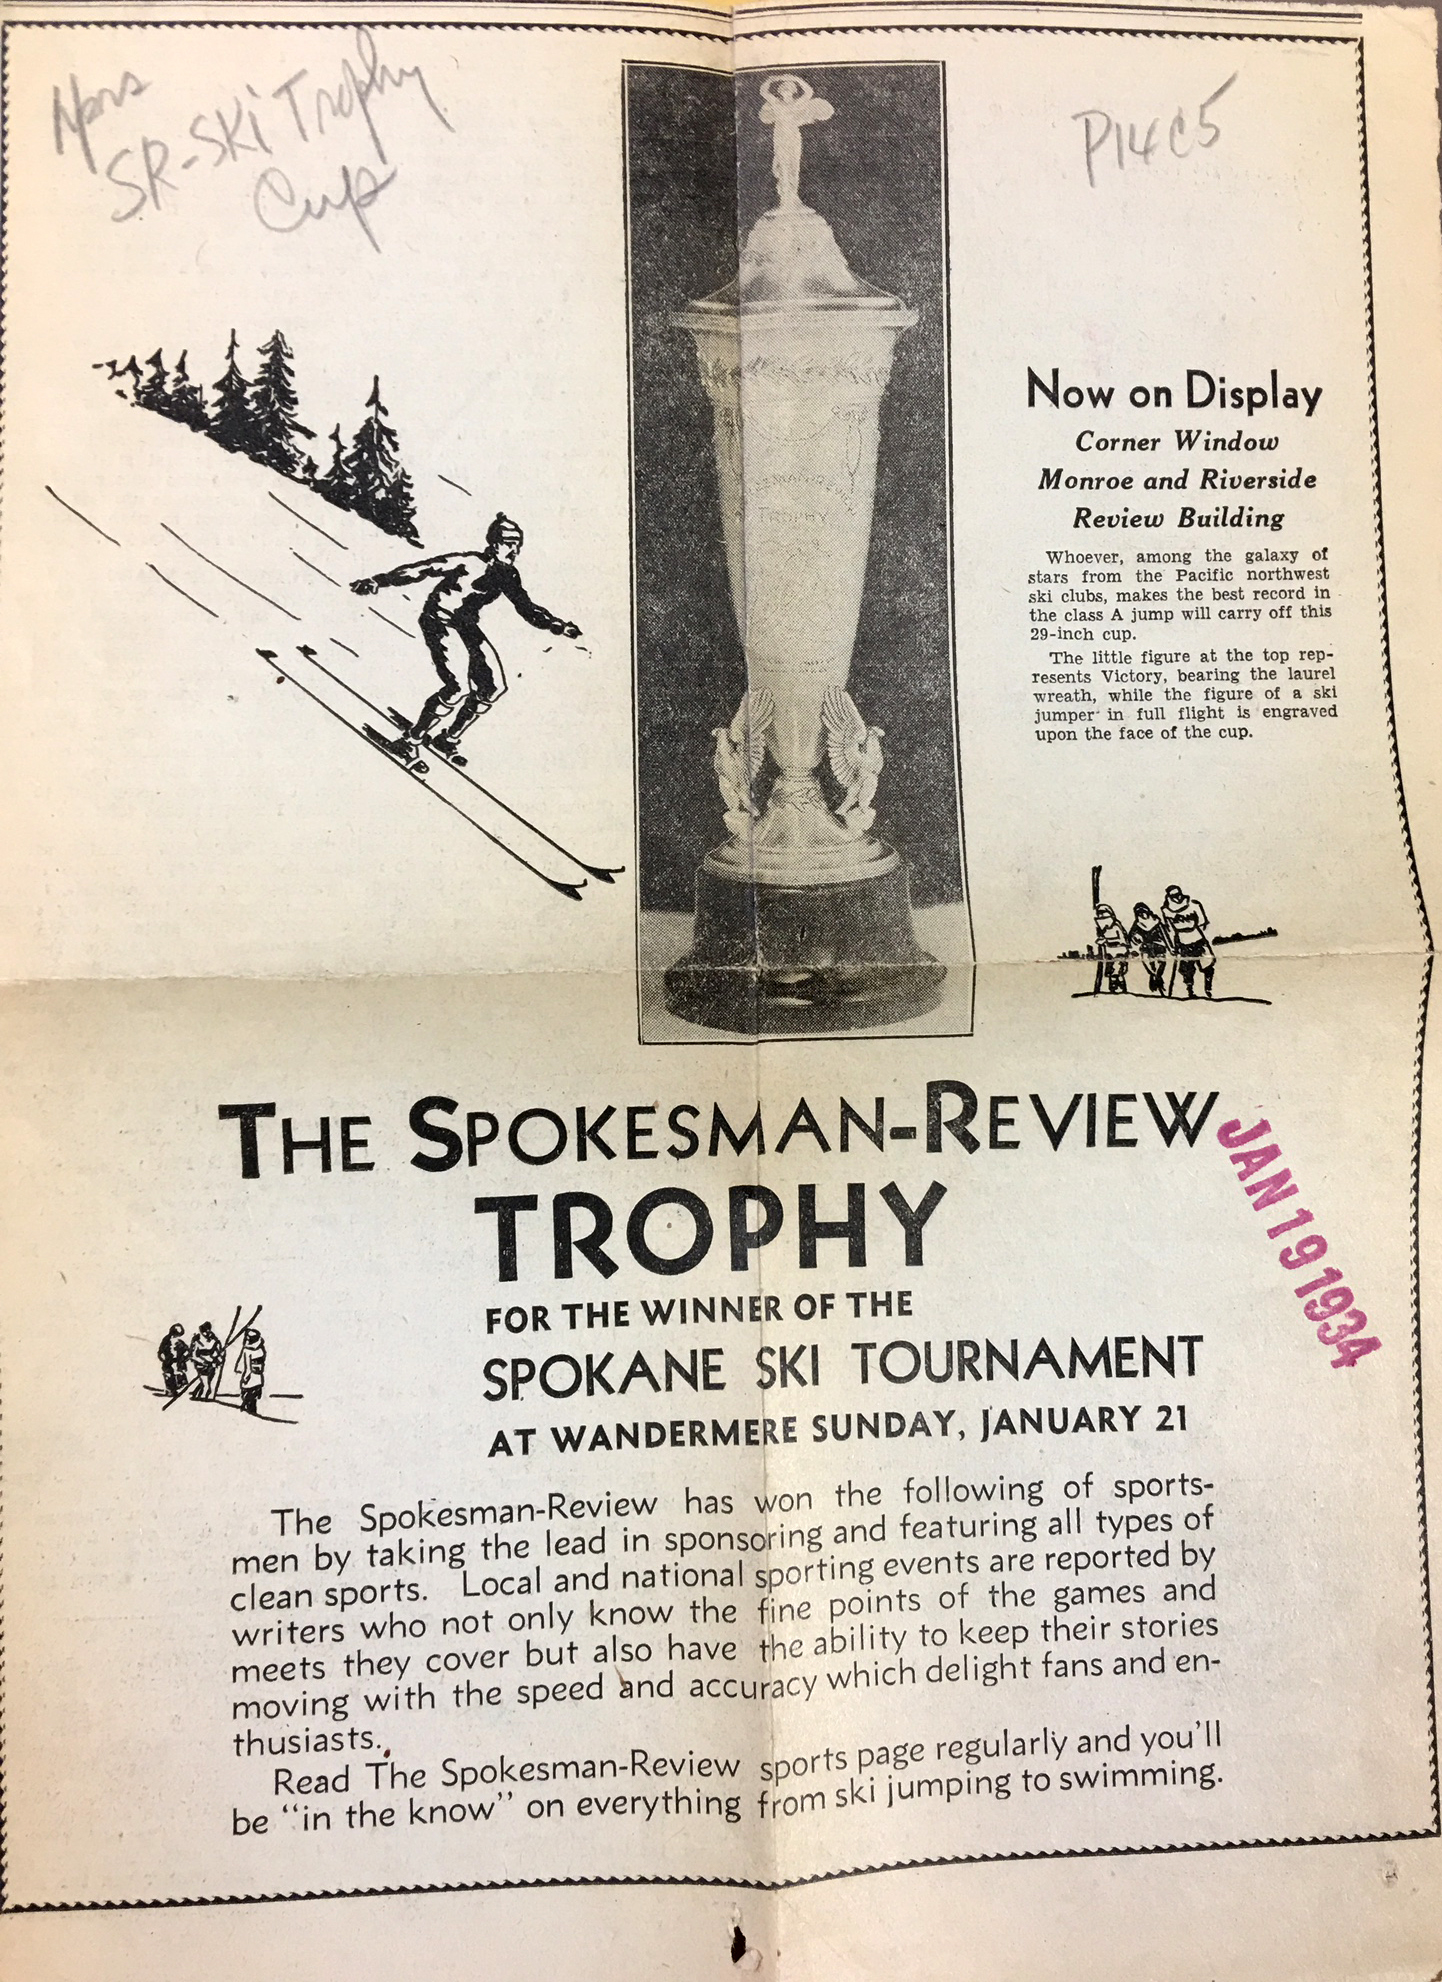 SR-SKi Trophy
Cup
P14C5
TROPHY
Now on Display
Corner Window
Monroe and Riverside
Review Building
Whoever, among the galaxy of
stars from the Pacific northwest
ski clubs, makes the best record in
the class A jump will carry off this
29-inch cup.
The little figure at the top rep-
resents Victory, bearing the laurel
wreath, while the figure of a ski
jumper in full flight is engraved
upon the face of the cup.
THE SPOKESMAN-REVIEW
TROPHY
JAN 19 1934
FOR THE WINNER OF THE
SPOKANE SKI TOURNAMENT
AT WANDERMERE SUNDAY, JANUARY 21
The Spokesman-Review has won the following of sports-
men by taking the lead in sponsoring and featuring all types of
clean sports. Local and national sporting events are reported by
writers who not only know the fine points of the games and
meets they cover but also have the ability to keep their stories
moving with the speed and accuracy which delight fans and en-
thusiasts.
Read The Spokesman-Review sports page regularly and you'll
be "in the know" on everything from ski jumping to swimming.